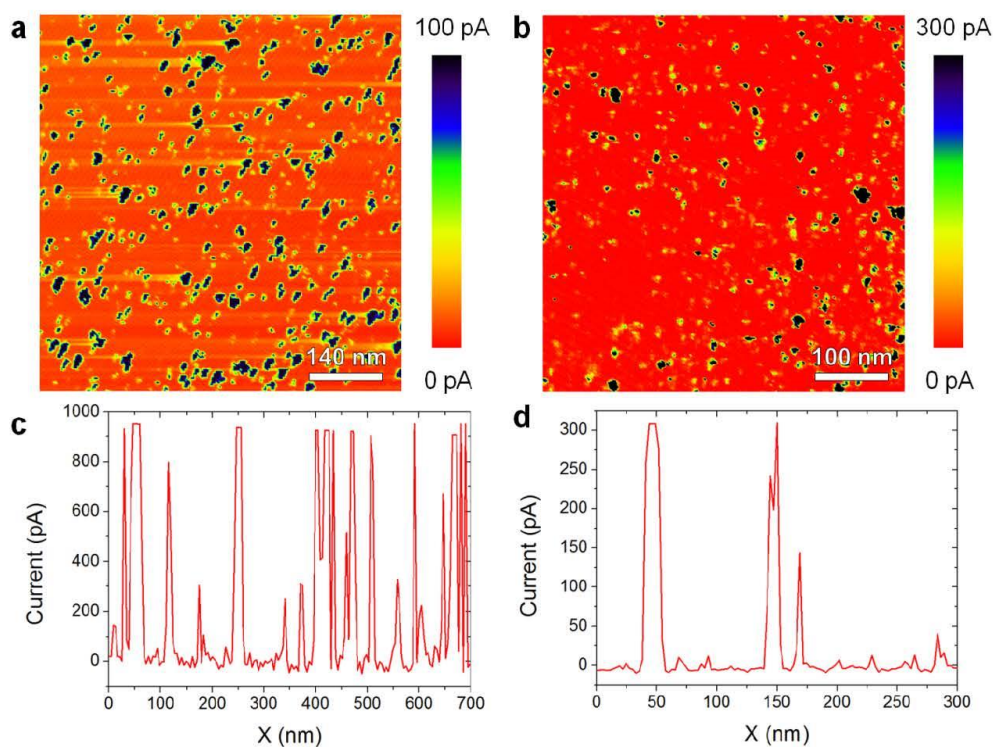 a
100 pA
140 nm
0 pA
b
300 pA
100 nm
0 pA
c
1000
800
600
400
200
0
Current (pA)
0 100 200 300 400 500 600 700
X (nm)
d
300
250
200
150
100
50
0
Current (pA)
0 50 100 150 200 250 300
X (nm)